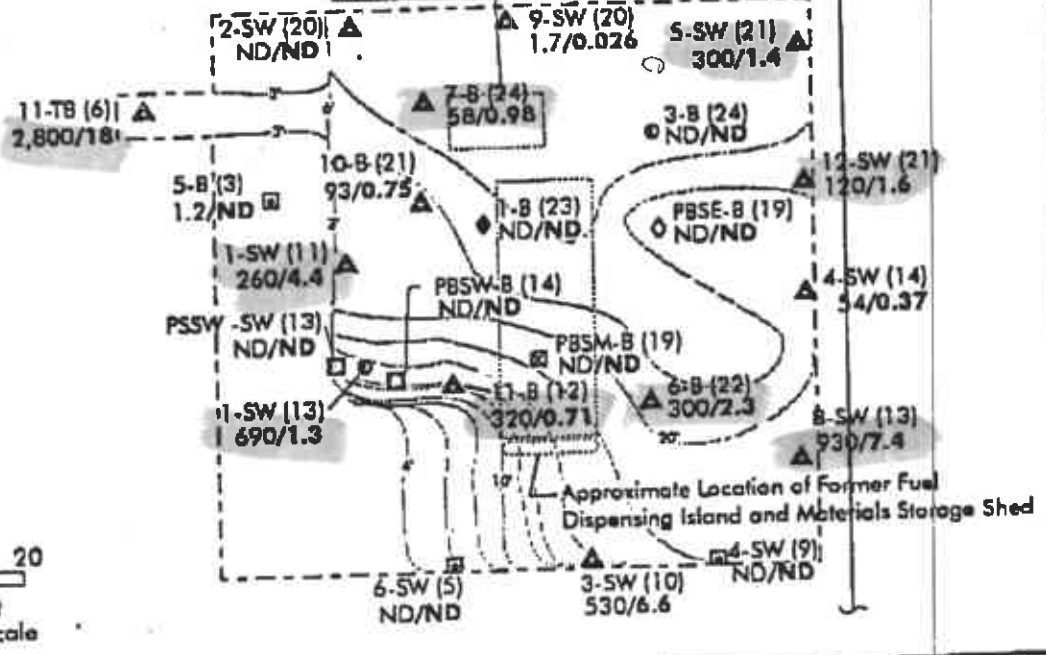 2-SW (20)
ND/ND
9-SW (20)
1.7/0.026
5-SW (21)
300/1.4
11-TB (6)
2,800/18
7-B (24)
58/0.98
3-B (24)
ND/ND
10-B (21)
93/0.75
12-SW (21)
120/1.6
5-B (3)
1.2/ND
1-B (23)
ND/ND
PBSE-B (19)
ND/ND
1-SW (11)
260/4.4
PBSW-B (14)
ND/ND
4-SW (14)
54/0.37
PSSW -SW (13)
ND/ND
PBSM-B (19)
ND/ND
11-B (12)
320/0.71
6-B (22)
300/2.3
1-SW (13)
690/1.3
8-SW (13)
930/7.4
20'
10'
Approximate Location of Former Fuel
Dispensing Island and Materials Storage Shed
20
6-SW (5)
ND/ND
3-SW (10)
530/6.6
4-SW (9)
ND/ND